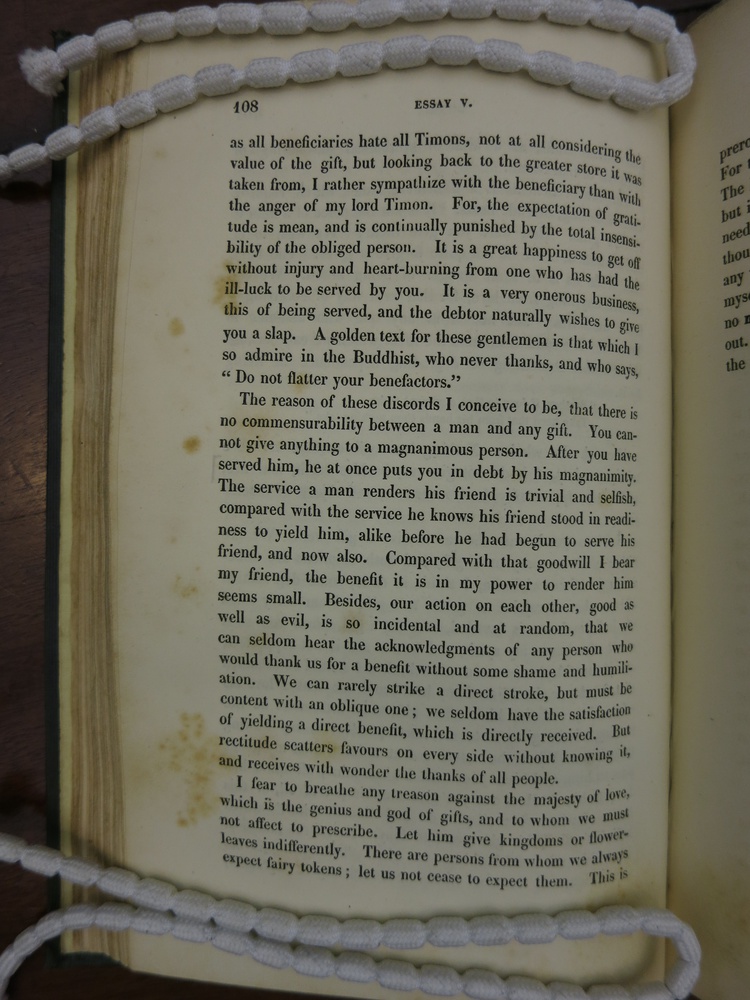 108
ESSAY V.
as all beneficiaries hate all Timons, not at all considering the
value of the gift, but looking back to the greater store it was
taken from, I rather sympathize with the beneficiary than with
the anger of my lord Timon. For, the expectation of grati-
tude is mean, and is continually punished by the total insensi-
bility of the obliged person. It is a great happiness to get off
without injury and heart-burning from one who has had the
ill-luck to be served by you. It is a very onerous business,
this of being served, and the debtor naturally wishes to give
you a slap. A golden text for these gentlemen is that which I
so admire in the Buddhist, who never thanks, and who says,
“ Do not flatter your benefactors.”
The reason of these discords I conceive to be, that there is
no commensurability between a man and any gift. You can-
not give anything to a magnanimous person. After you have
served him, he at once puts you in debt by his magnanimity.
The service a man renders his friend is trivial and selfish,
compared with the service he knows his friend stood in readi-
ness to yield him, alike before he had begun to serve his
friend, and now also. Compared with that goodwill I bear
my friend, the benefit it is in my power to render him
seems small. Besides, our action on each other, good as
well as evil, is so incidental and at random, that we
can seldom hear the acknowledgments of any person who
would thank us for a benefit without some shame and humili-
ation. We can rarely strike a direct stroke, but must be
content with an oblique one ; we seldom have the satisfaction
of yielding a direct benefit, which is directly received. But
rectitude scatters favours on every side without knowing it,
and receives with wonder the thanks of all people.
I fear to breathe any treason against the majesty of love,
which is the genius and god of gifts, and to whom we must
not affect to prescribe. Let him give kingdoms or flower-
leaves indifferently. There are persons from whom we always
expect fairy tokens ; let us not cease to expect them. This is
For
The
but
need
any
no
out.
the